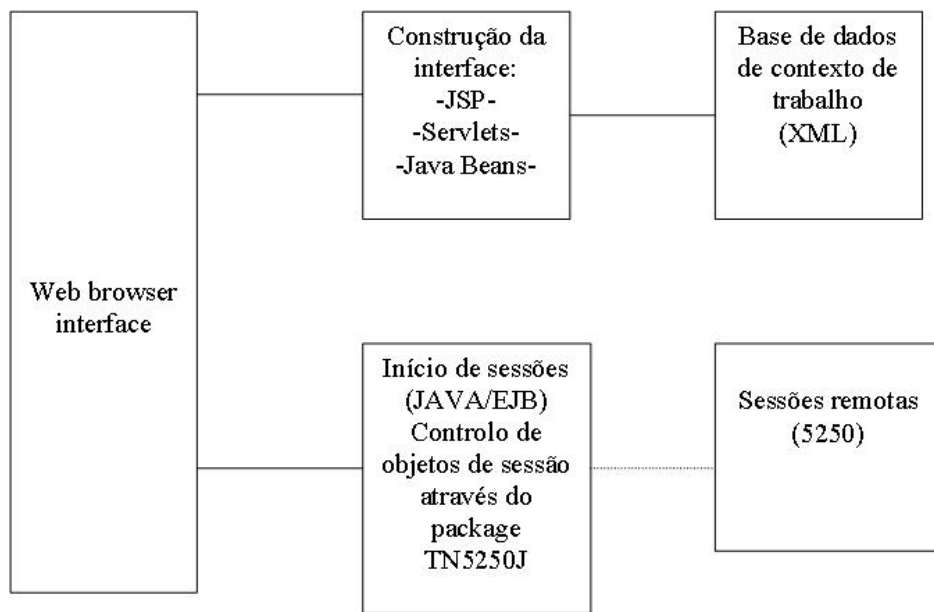 Construção da
interface:
-JSP-
-Servlets-
-Java Beans-
Base de dados
de contexto de
trabalho
(XML)
Web browser
interface
Início de sessões
(JAVA/EJB)
Controlo de
objetos de sessão
através do
package
TN5250J
Sessões remotas
(5250)